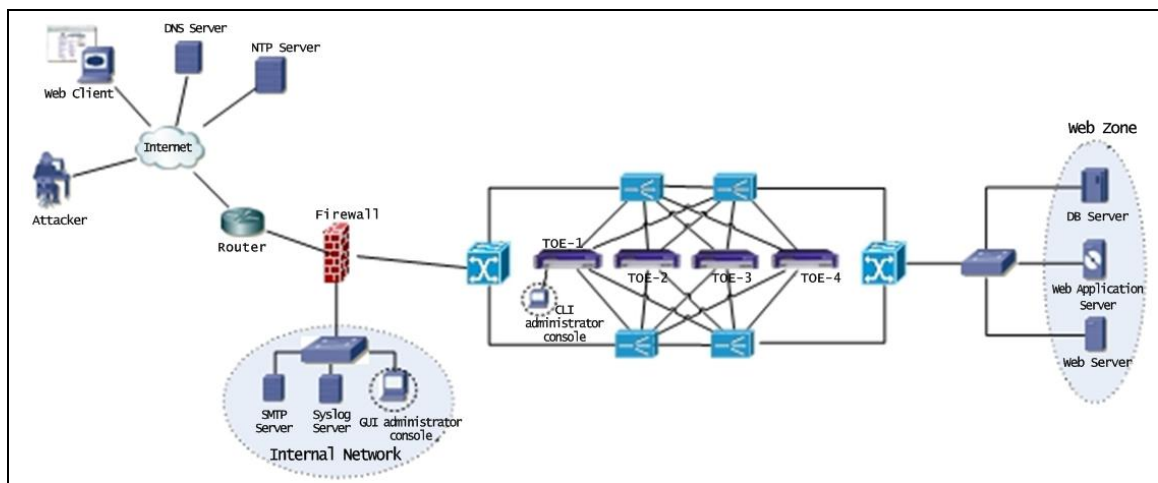 DNS Server
NTP Server
Web Client
Internet
Attacker
Router
Firewall
TOE-1
TOE-2
TOE-3
TOE-4
CLI
administrator
console
SMTP
Server
Syslog
Server
GUI administrator
console
Internal Network
Web Zone
DB Server
Web Application
Server
Web Server